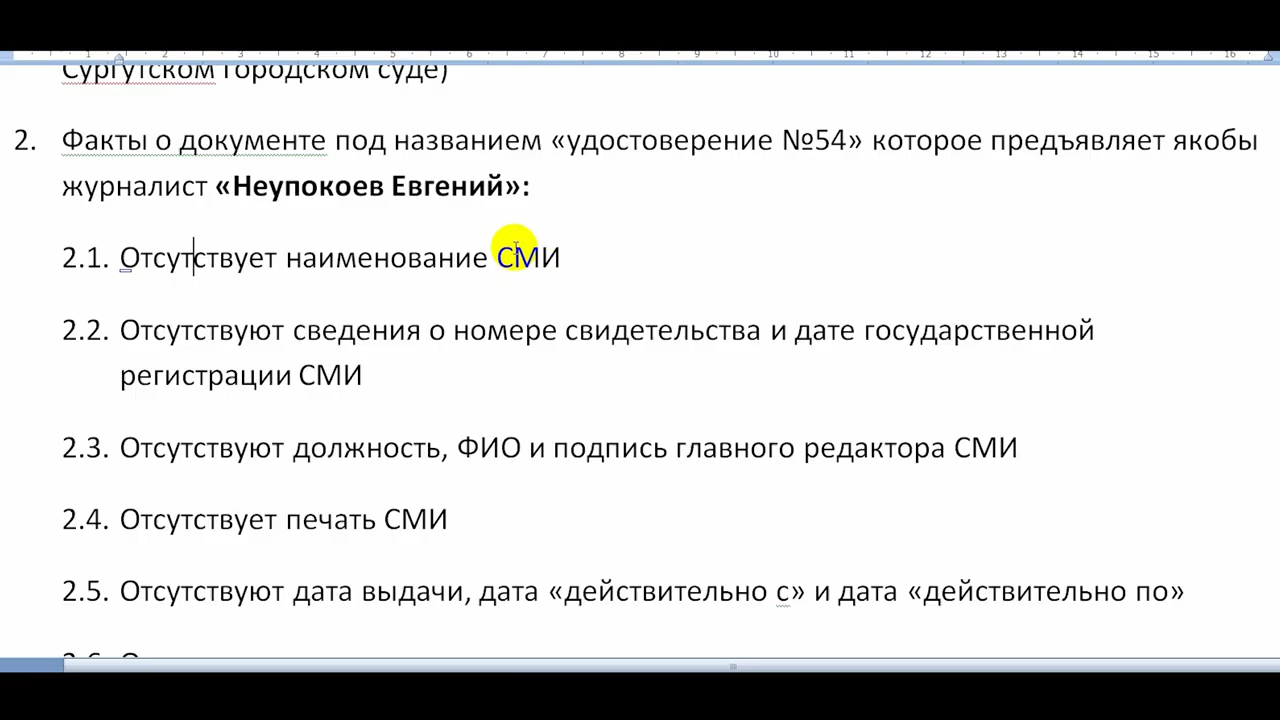 Сургутском городском суде)
2. Факты о документе под названием «удостоверение №54» которое предъявляет якобы
журналист «Неупокоев Евгений»:
2.1. Отсутствует наименование СМИ
2.2. Отсутствуют сведения о номере свидетельства и дате государственной
регистрации СМИ
2.3. Отсутствуют должность, ФИО и подпись главного редактора СМИ
2.4. Отсутствует печать СМИ
2.5. Отсутствуют дата выдачи, дата «действительно с» и дата «действительно по»